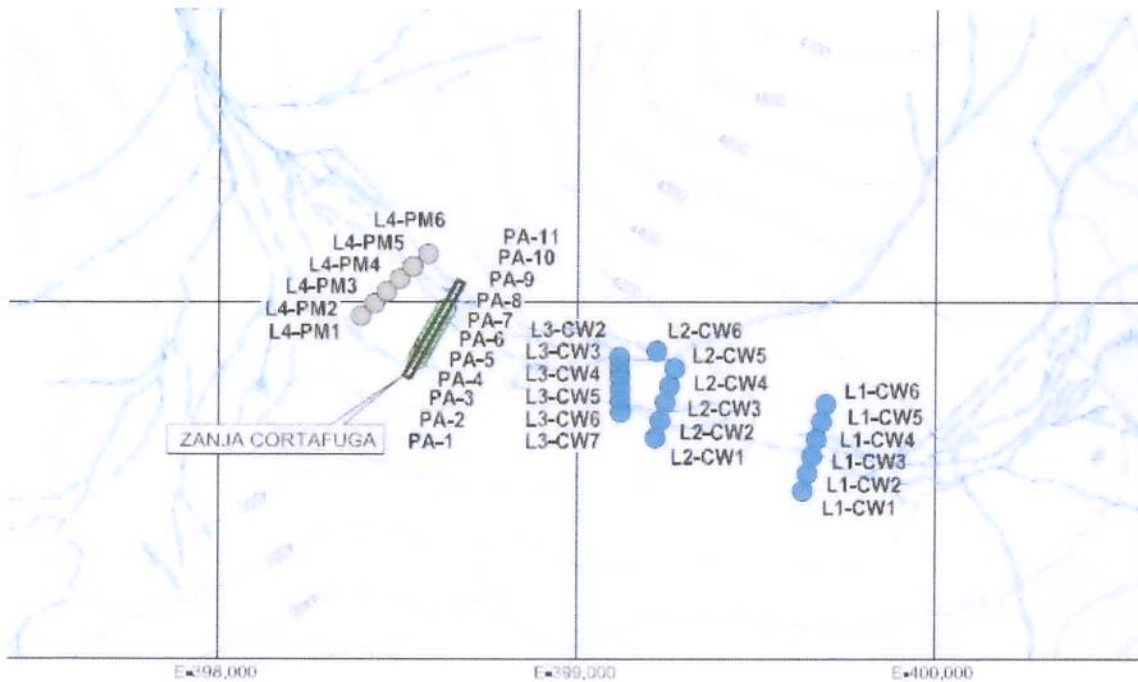 L4-PM6
L4-PM5
L4-PM4
L4-PM3
L4-PM2
L4-PM1
PA-11
PA-10
PA-9
PA-8
PA-7
PA-6
PA-5
PA-4
PA-3
PA-2
PA-1
ZANJA CORTAFUGA
L3-CW2
L3-CW3
L3-CW4
L3-CW5
L3-CW6
L3-CW7
L2-CW6
L2-CW5
L2-CW4
L2-CW3
L2-CW2
L2-CW1
L1-CW6
L1-CW5
L1-CW4
L1-CW3
L1-CW2
L1-CW1
E=398,000
E=399,000
E=400,000